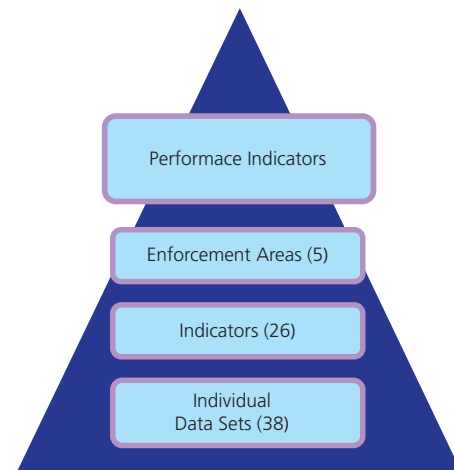 Performace Indicators
Enforcement Areas (5)
Indicators (26)
Individual
Data Sets (38)